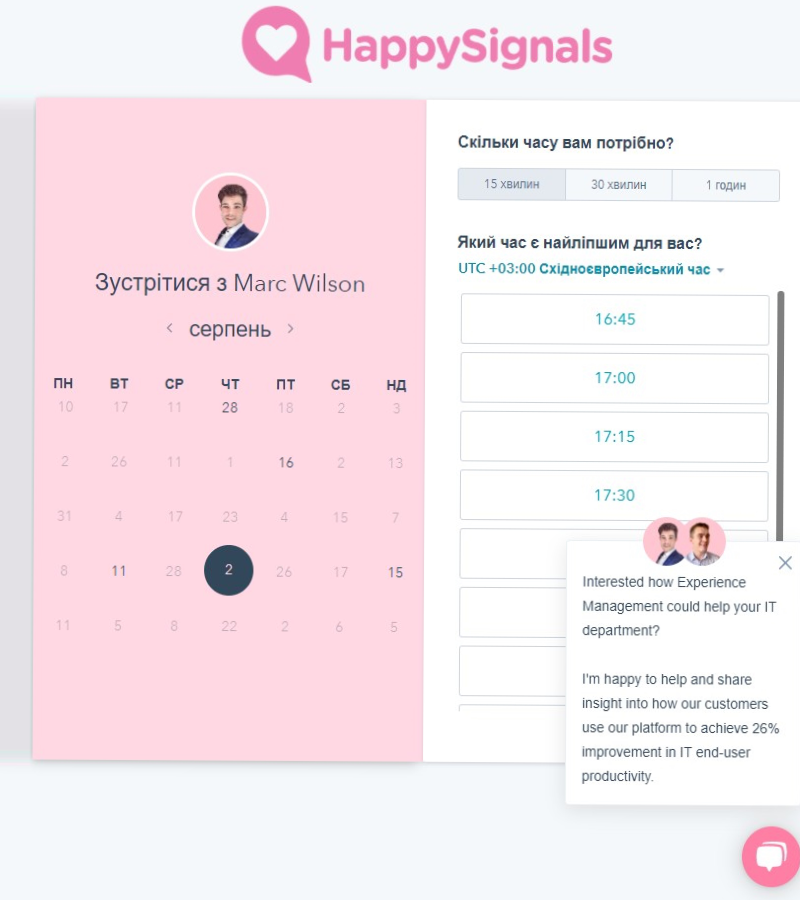 HappySignals
Зустрітися з Marc Wilson
серпень
ПН ВТ СР ЧТ ПТ СБ НД
10 17 11 28 18 2 3
2 26 11 1 16 2 13
31 4 17 23 4 15 7
8 11 28 2 26 17 15
11 5 8 22 2 6 5
Скільки часу вам потрібно?
15 хвилин 30 хвилин 1 годин
Який час є найліпшим для вас?
UTC +03:00 Східноєвропейський час
16:45
17:00
17:15
17:30
Interested how Experience
Management could help your IT
department?
I'm happy to help and share
insight into how our customers
use our platform to achieve 26%
improvement in IT end-user
productivity.